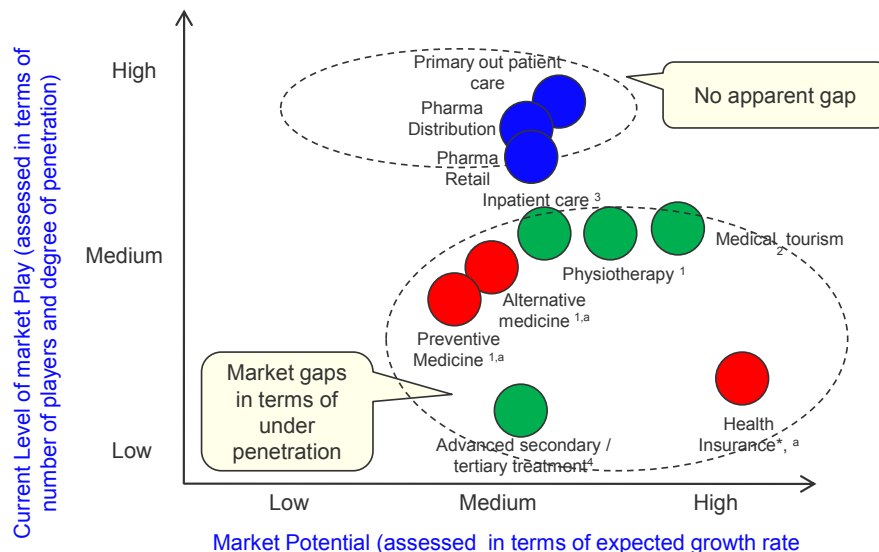 Current Level of market Play (assessed in terms of
number of players and degree of penetration)
High
Medium
Low
Primary out patient
care
Pharma
Distribution
Pharma
Retail
No apparent gap
Inpatient care 3
Medical tourism
2
Physiotherapy 1
Alternative
medicine 1,a
Preventive
Medicine 1,a
Market gaps
in terms of
under
penetration
Advanced secondary /
tertiary treatment4
Health
Insurance*, a
Low
Medium
High
Market Potential (assessed in terms of expected growth rate